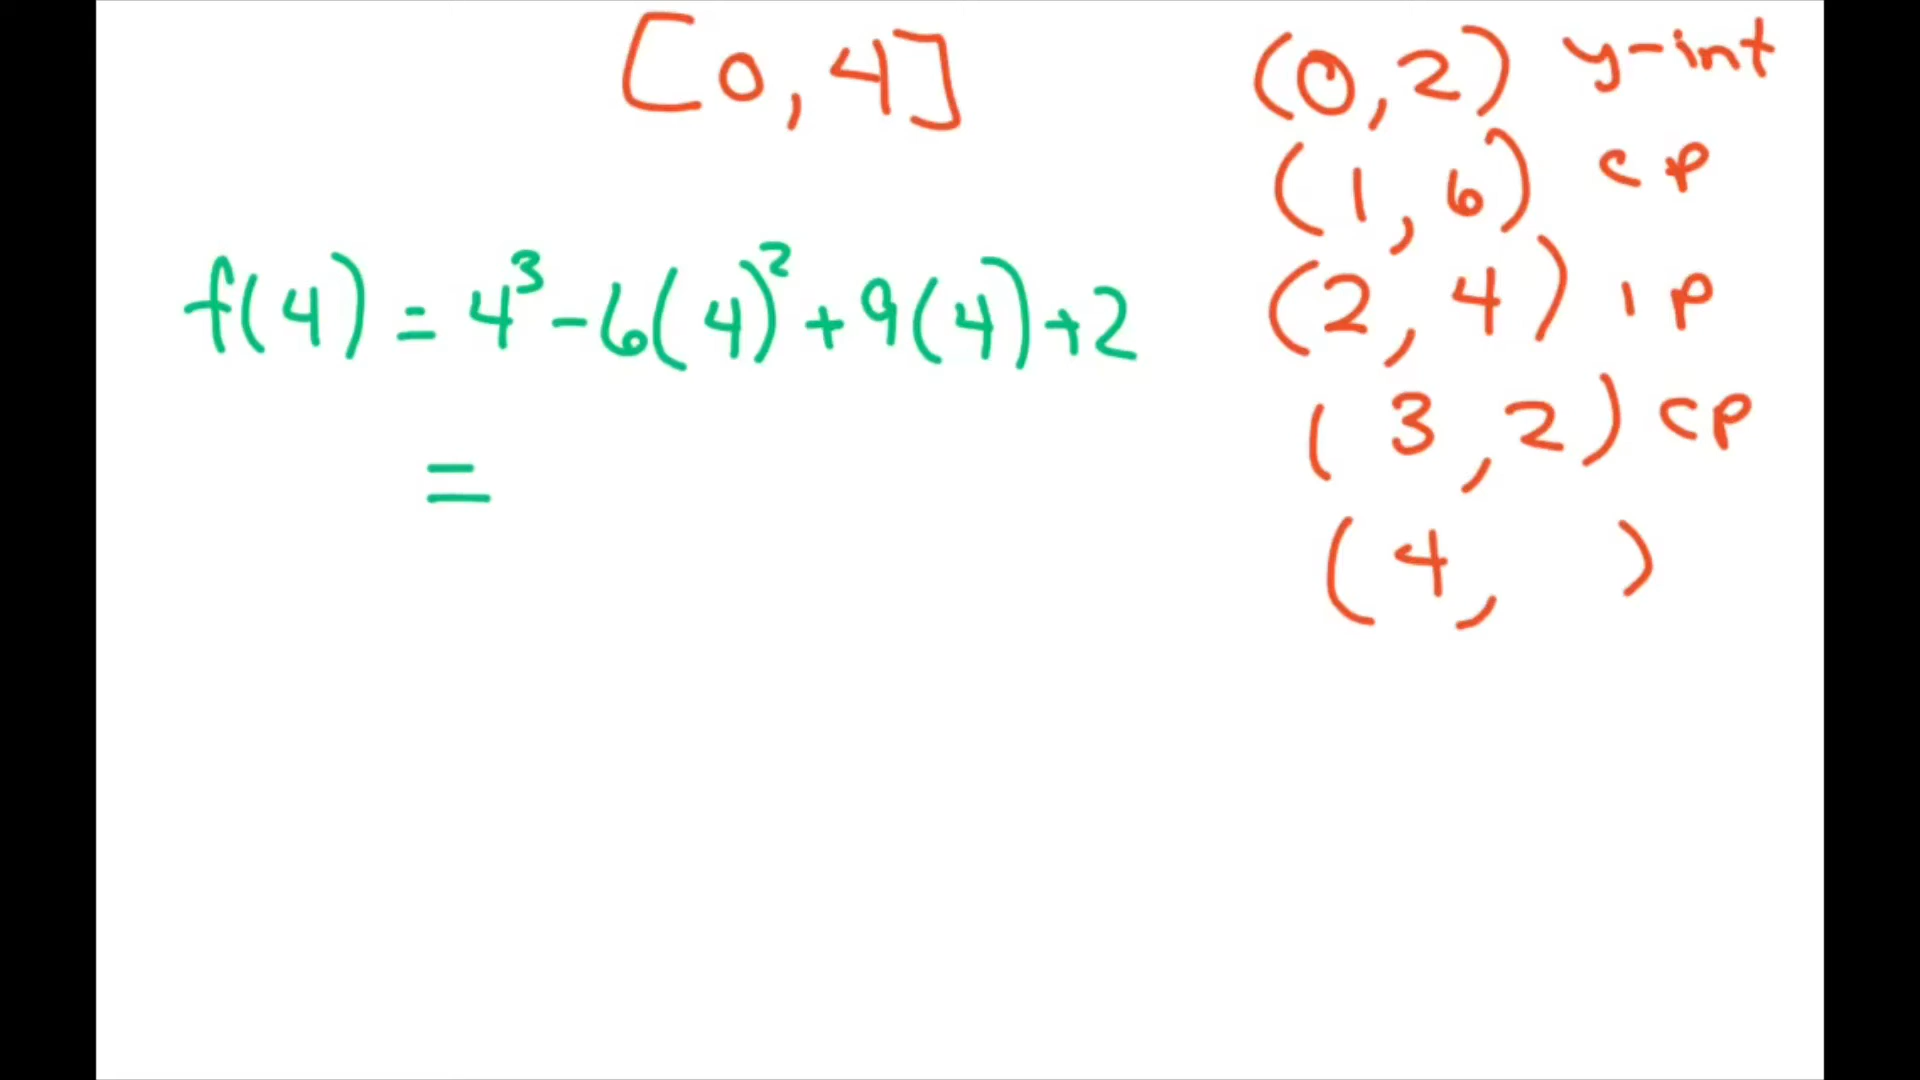 [0,4]
(0,2) y-int
(1,6) cp
f(4) = 4³ - 6(4)² + 9(4) + 2
(2,4) ip
(3,2) cp
=
(4, )